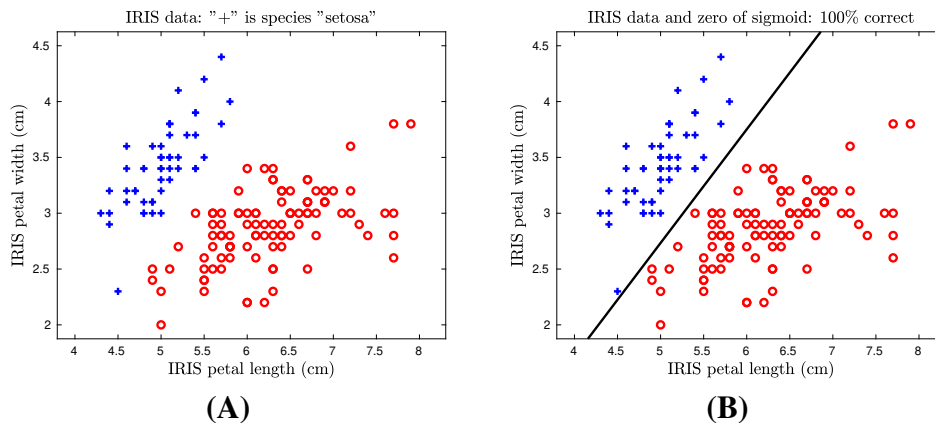 IRIS data: "+" is species "setosa"
4.5
4
3.5
3
2.5
2
IRIS petal width (cm)
4 4.5 5 5.5 6 6.5 7 7.5 8
IRIS petal length (cm)
(A)
IRIS data and zero of sigmoid: 100% correct
4.5
4
3.5
3
2.5
2
IRIS petal width (cm)
4 4.5 5 5.5 6 6.5 7 7.5 8
IRIS petal length (cm)
(B)